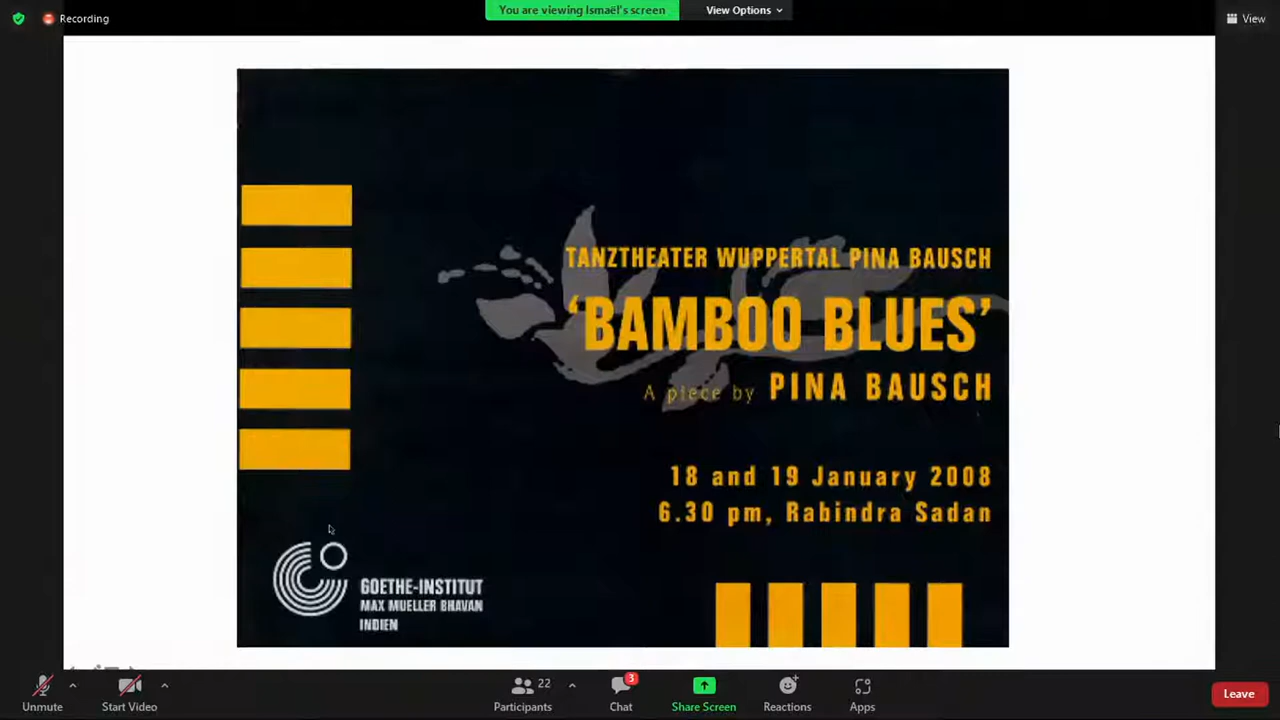 Recording
You are viewing Ismaël's screen
View Options
View
TANZTHEATER WUPPERTAL PINA BAUSCH
'BAMBOO BLUES'
A piece by PINA BAUSCH
18 and 19 January 2008
6.30 pm, Rabindra Sadan
GOETHE-INSTITUT
MAX MUELLER BHAVAN
INDIEN
Unmute
Start Video
22
Participants
3
Chat
Share Screen
Reactions
Apps
Leave